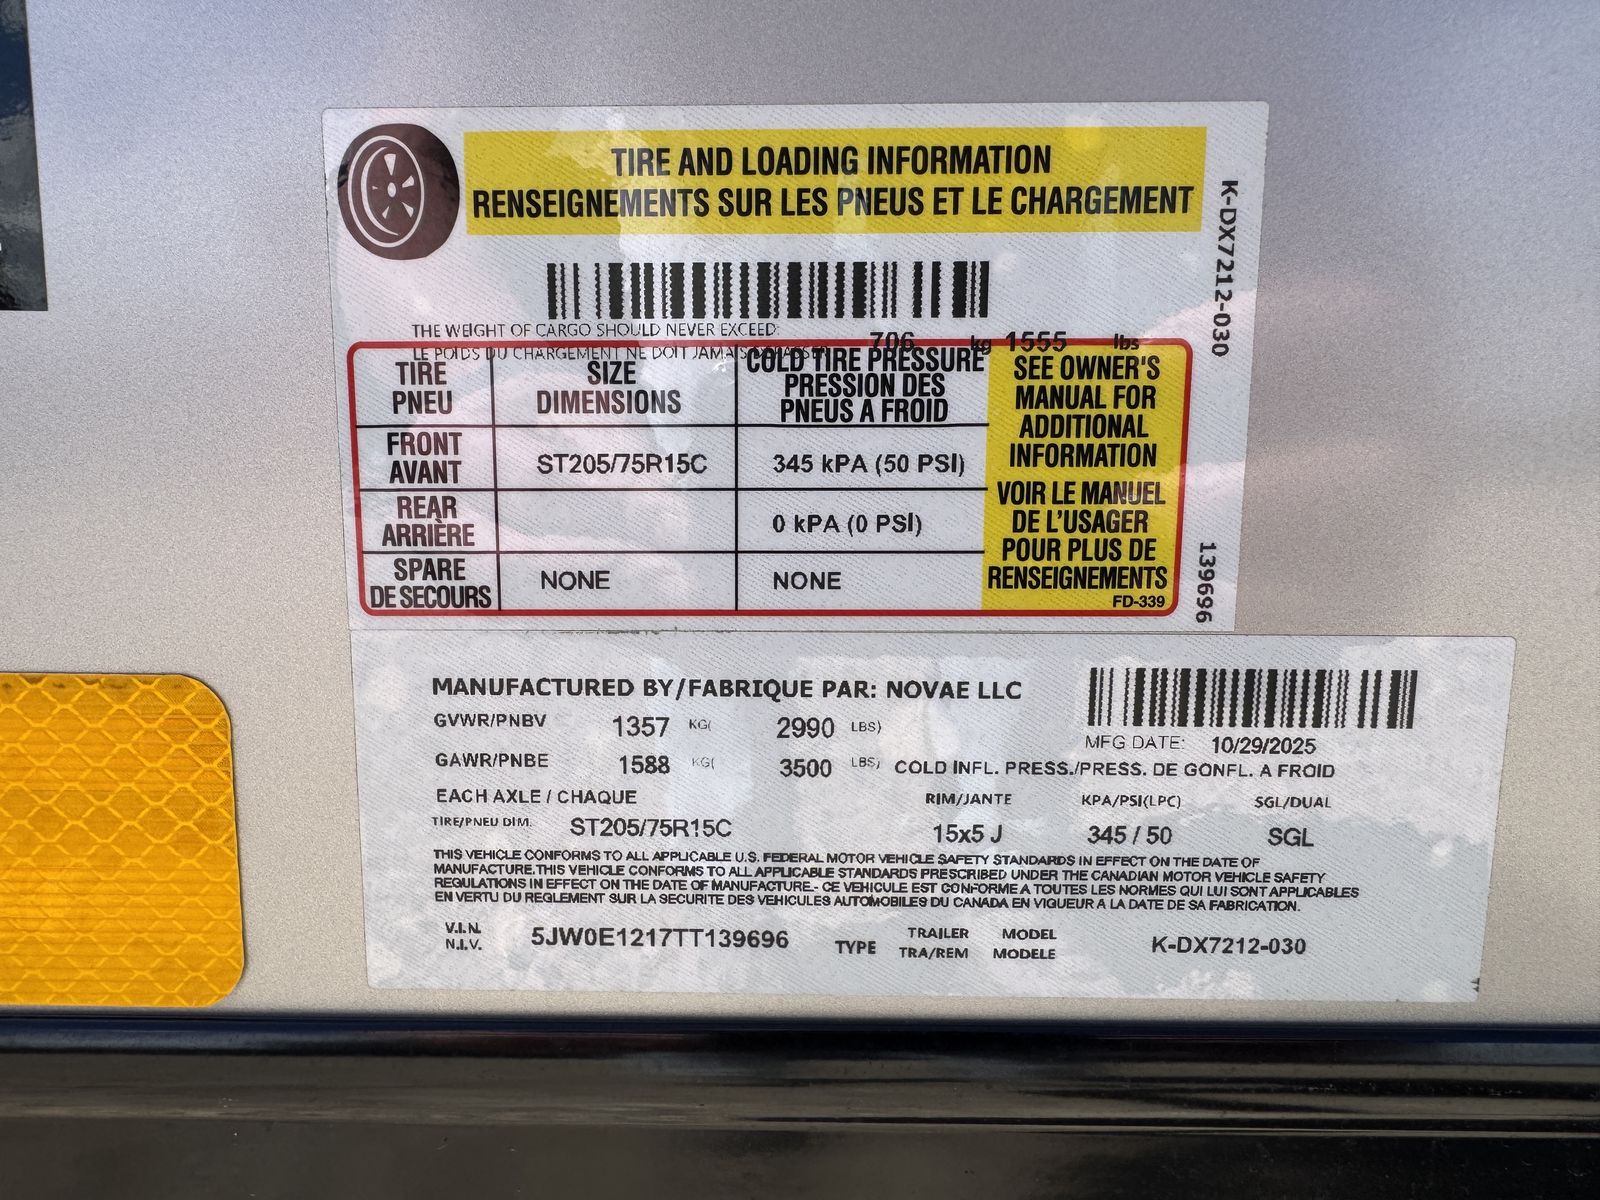 TIRE AND LOADING INFORMATION
RENSEIGNEMENTS SUR LES PNEUS ET LE CHARGEMENT
K-DX7212-030
THE WEIGHT OF CARGO SHOULD NEVER EXCEED:
LE POIDS DU CHARGEMENT NE DOIT JAMAIS DEPASSER
706 kg 1555 lbs
TIRE
PNEU
SIZE
DIMENSIONS
COLD TIRE PRESSURE
PRESSION DES
PNEUS A FROID
FRONT
AVANT
ST205/75R15C
345 kPA (50 PSI)
REAR
ARRIÈRE
0 kPA (0 PSI)
SPARE
DE SECOURS
NONE
NONE
SEE OWNER'S
MANUAL FOR
ADDITIONAL
INFORMATION
VOIR LE MANUEL
DE L'USAGER
POUR PLUS DE
RENSEIGNEMENTS
FD-339
139696
MANUFACTURED BY/FABRIQUE PAR: NOVAE LLC
GVWR/PNBV 1357 KG( 2990 LBS)
GAWR/PNBE 1588 KG( 3500 LBS)
MFG DATE: 10/29/2025
COLD INFL. PRESS./PRESS. DE GONFL. A FROID
EACH AXLE / CHAQUE
RIM/JANTE KPA/PSI(LPC) SGL/DUAL
TIRE/PNEU DIM. ST205/75R15C 15x5 J 345 / 50 SGL
THIS VEHICLE CONFORMS TO ALL APPLICABLE U.S. FEDERAL MOTOR VEHICLE SAFETY STANDARDS IN EFFECT ON THE DATE OF
MANUFACTURE.THIS VEHICLE CONFORMS TO ALL APPLICABLE STANDARDS PRESCRIBED UNDER THE CANADIAN MOTOR VEHICLE SAFETY
REGULATIONS IN EFFECT ON THE DATE OF MANUFACTURE.- CE VEHICULE EST CONFORME A TOUTES LES NORMES QUI LUI SONT APPLICABLES
EN VERTU DU REGLEMENT SUR LA SECURITE DES VEHICULES AUTOMOBILES DU CANADA EN VIGUEUR A LA DATE DE SA FABRICATION.
V.I.N.
N.I.V.
5JW0E1217TT139696
TYPE
TRAILER
TRA/REM
MODEL
MODELE
K-DX7212-030